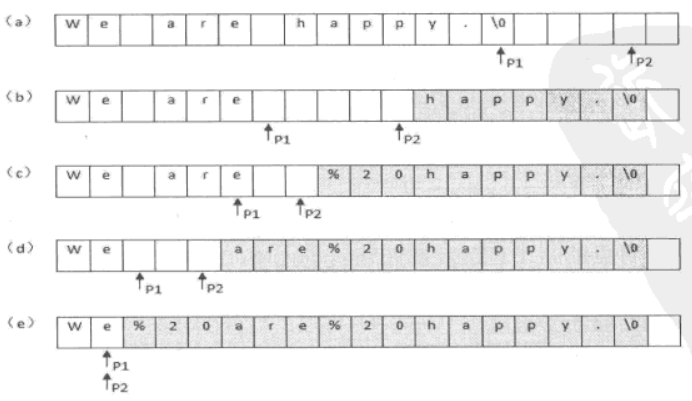 (a) W e a r e h a p p y . \0
P1 P2
(b) W e a r e h a p p y . \0
P1 P2
(c) W e a r e % 2 0 h a p p y . \0
P1 P2
(d) W e a r e % 2 0 h a p p y . \0
P1 P2
(e) W e % 2 0 a r e % 2 0 h a p p y . \0
P1
P2